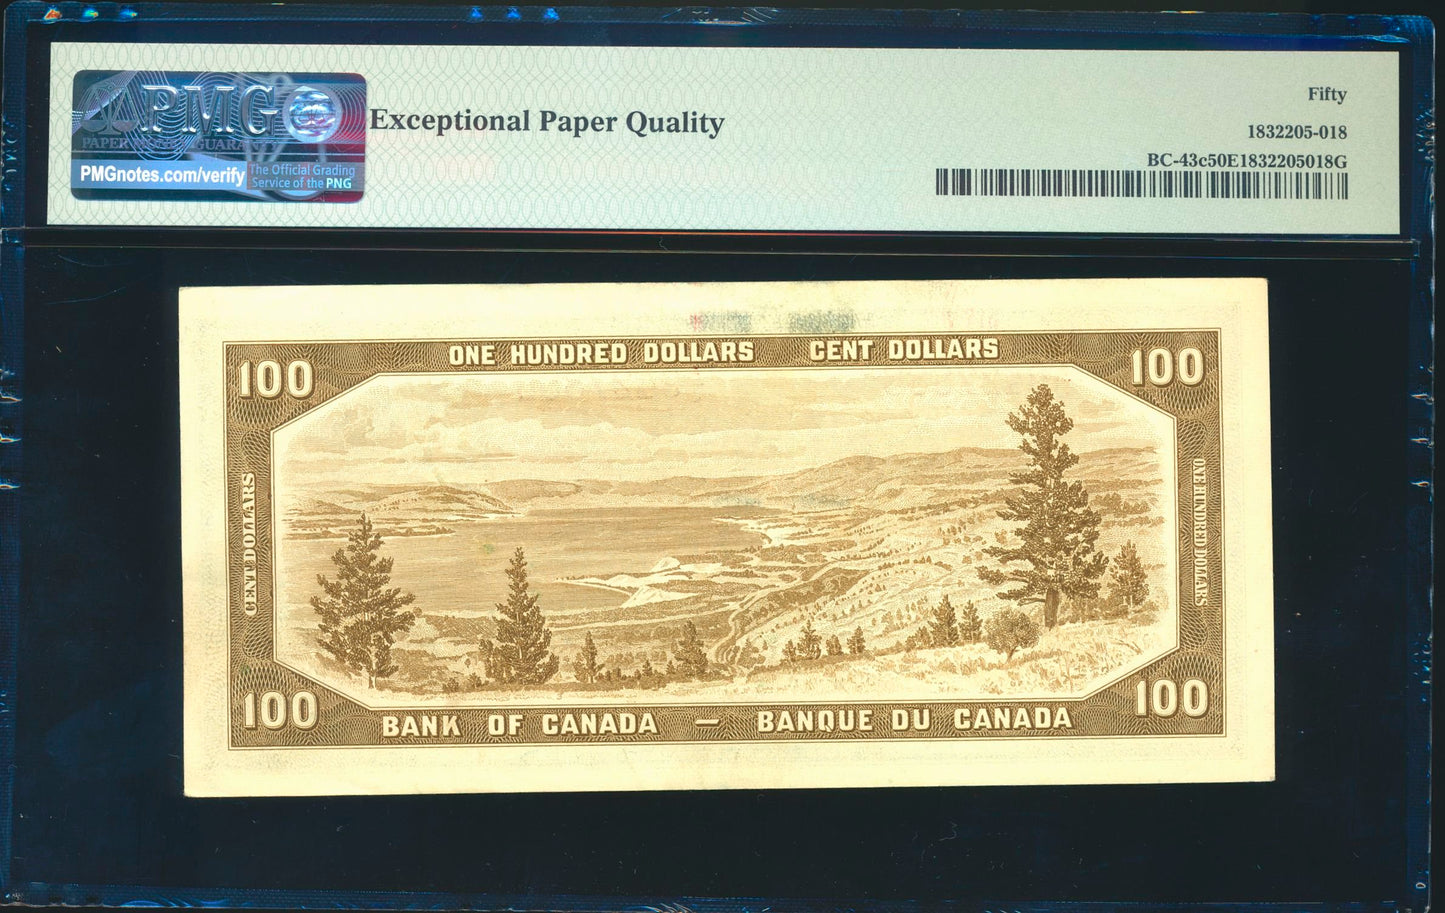 PMG
PAPER MONEY GUARANTY
PMGnotes.com/verify
The Official Grading
Service of the PNG
Exceptional Paper Quality
Fifty
1832205-018
BC-43c50E1832205018G
ONE HUNDRED DOLLARS CENT DOLLARS
100
100
CENT DOLLARS
ONE HUNDRED DOLLARS
100
100
BANK OF CANADA — BANQUE DU CANADA